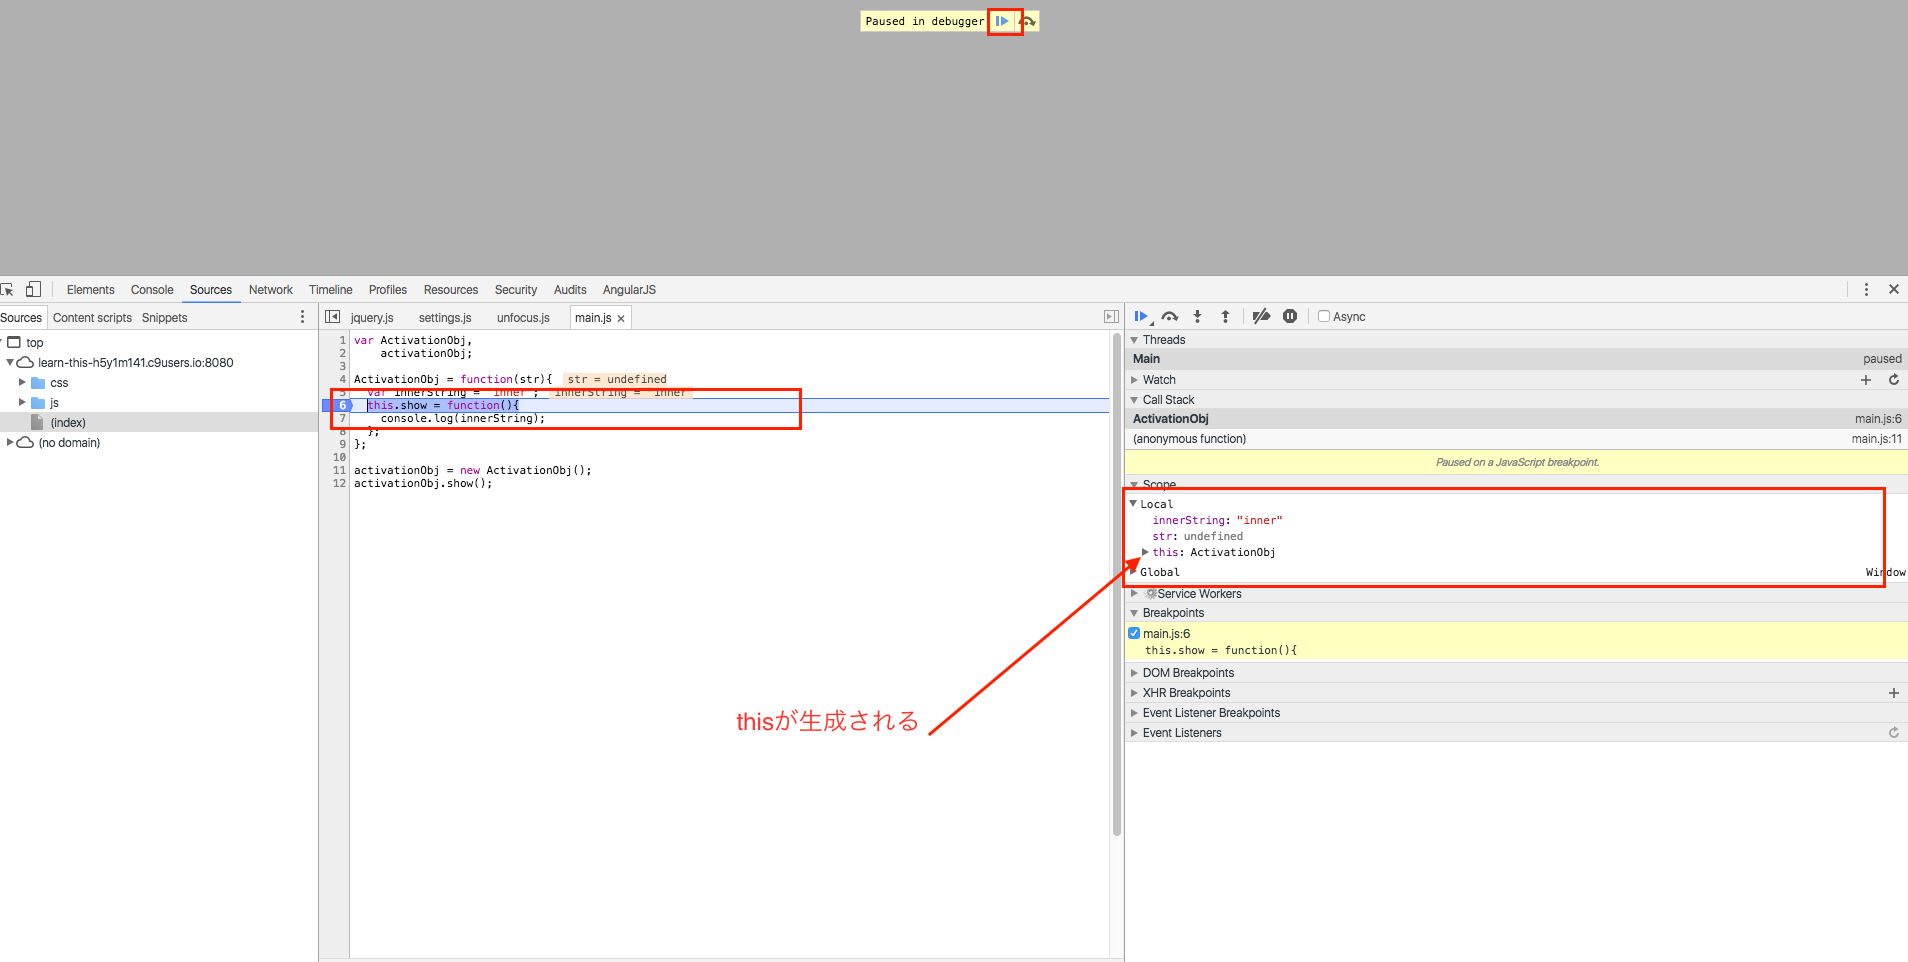 Paused in debugger
Elements Console Sources Network Timeline Profiles Resources Security Audits AngularJS
Sources Content scripts Snippets
top
learn-this-h5y1m141.c9users.io:8080
css
js
(index)
(no domain)
jquery.js settings.js unfocus.js main.js ×
1 var ActivationObj,
2 activationObj;
3
4 ActivationObj = function(str){ str = undefined
5 var innerString = "inner"; innerString = "inner"
6 this.show = function(){
7 console.log(innerString);
8 };
9 };
10
11 activationObj = new ActivationObj();
12 activationObj.show();
thisが生成される
Async
Threads
Main paused
Watch
Call Stack
ActivationObj main.js:6
(anonymous function) main.js:11
Paused on a JavaScript breakpoint.
Scope
Local
innerString: "inner"
str: undefined
this: ActivationObj
Global Window
Service Workers
Breakpoints
main.js:6
this.show = function(){
DOM Breakpoints
XHR Breakpoints
Event Listener Breakpoints
Event Listeners